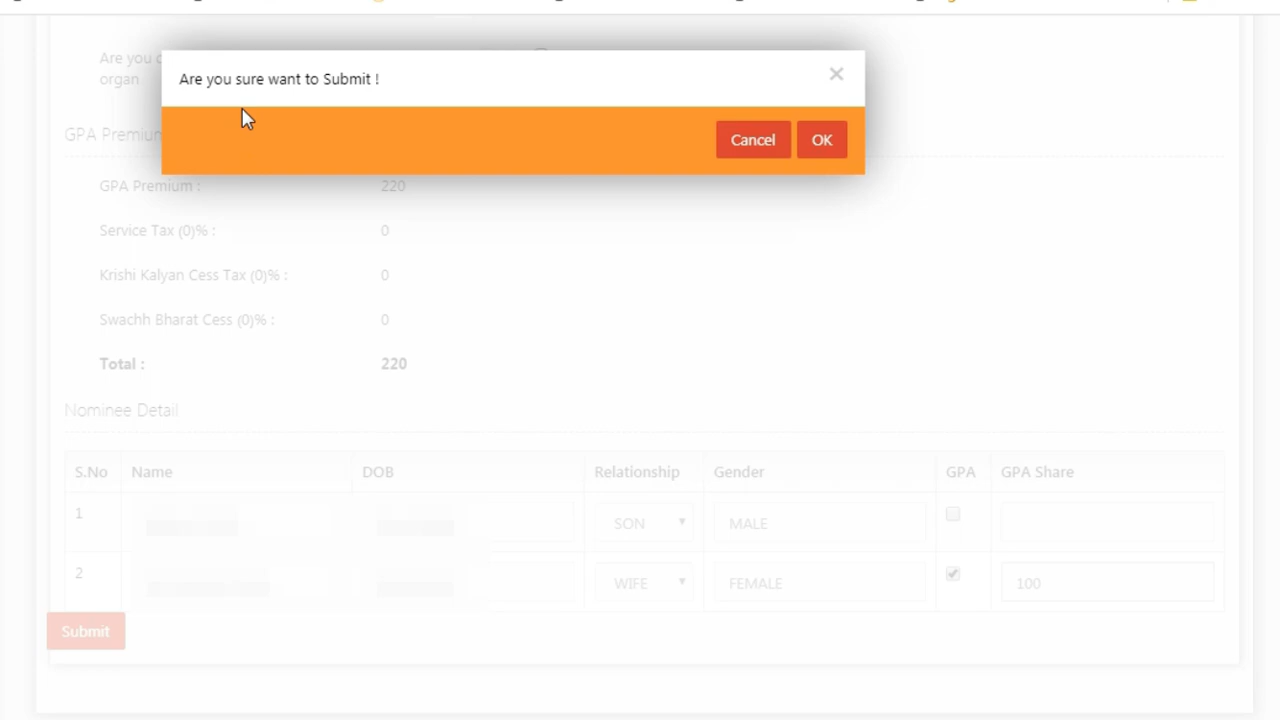 Are you sure want to Submit !
×
Cancel OK
Are you
organ
GPA Premium
GPA Premium : 220
Service Tax (0)% : 0
Krishi Kalyan Cess Tax (0)% : 0
Swachh Bharat Cess (0)% : 0
Total : 220
Nominee Detail
S.No Name DOB Relationship Gender GPA GPA Share
1 SON MALE
2 WIFE FEMALE 100
Submit